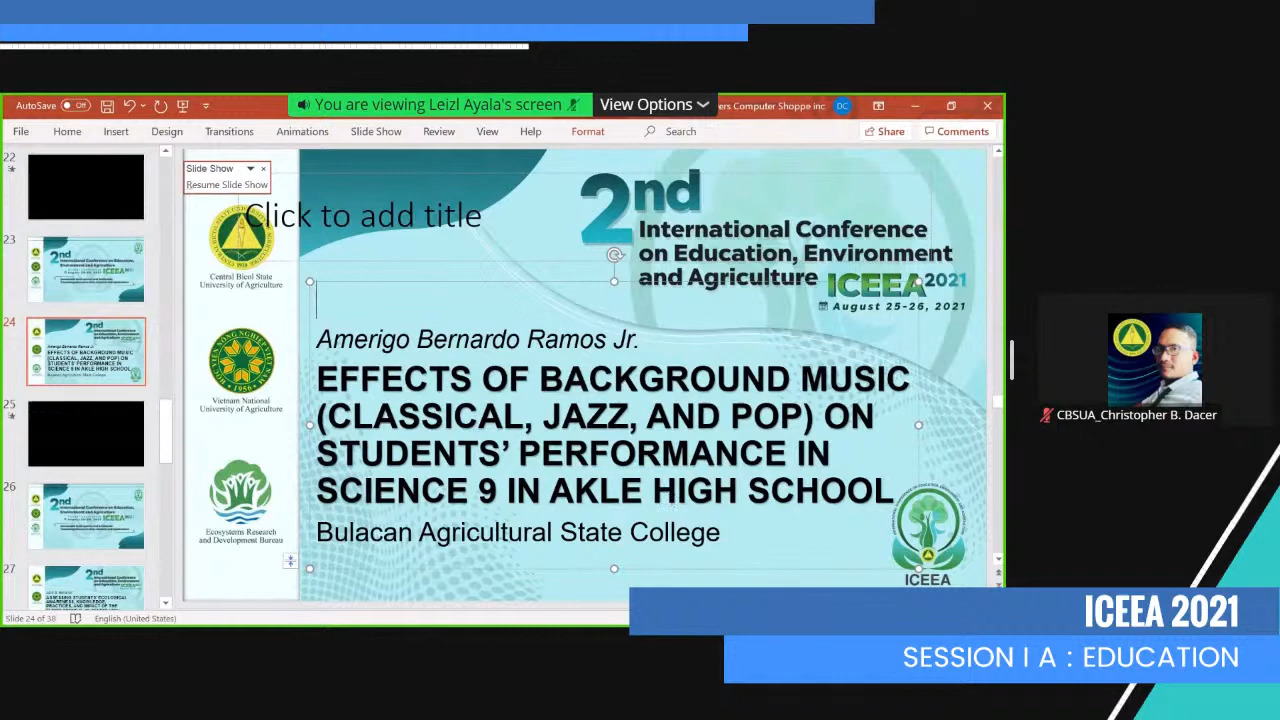 AutoSave Off
You are viewing Leizl Ayala's screen
View Options
ers Computer Shoppe inc
DC
File Home Insert Design Transitions Animations Slide Show Review View Help Format Search
Share Comments
22
23
24
25
26
27
Slide Show
Resume Slide Show
Click to add title
2nd
International Conference
on Education, Environment
and Agriculture ICEEA 2021
August 25-26, 2021
Central Bicol State
University of Agriculture
Vietnam National
University of Agriculture
Ecosystems Research
and Development Bureau
Amerigo Bernardo Ramos Jr.
EFFECTS OF BACKGROUND MUSIC
(CLASSICAL, JAZZ, AND POP) ON
STUDENTS’ PERFORMANCE IN
SCIENCE 9 IN AKLE HIGH SCHOOL
Bulacan Agricultural State College
ICEEA
CBSUA_Christopher B. Dacer
Slide 24 of 38
English (United States)
ICEEA 2021
SESSION I A : EDUCATION